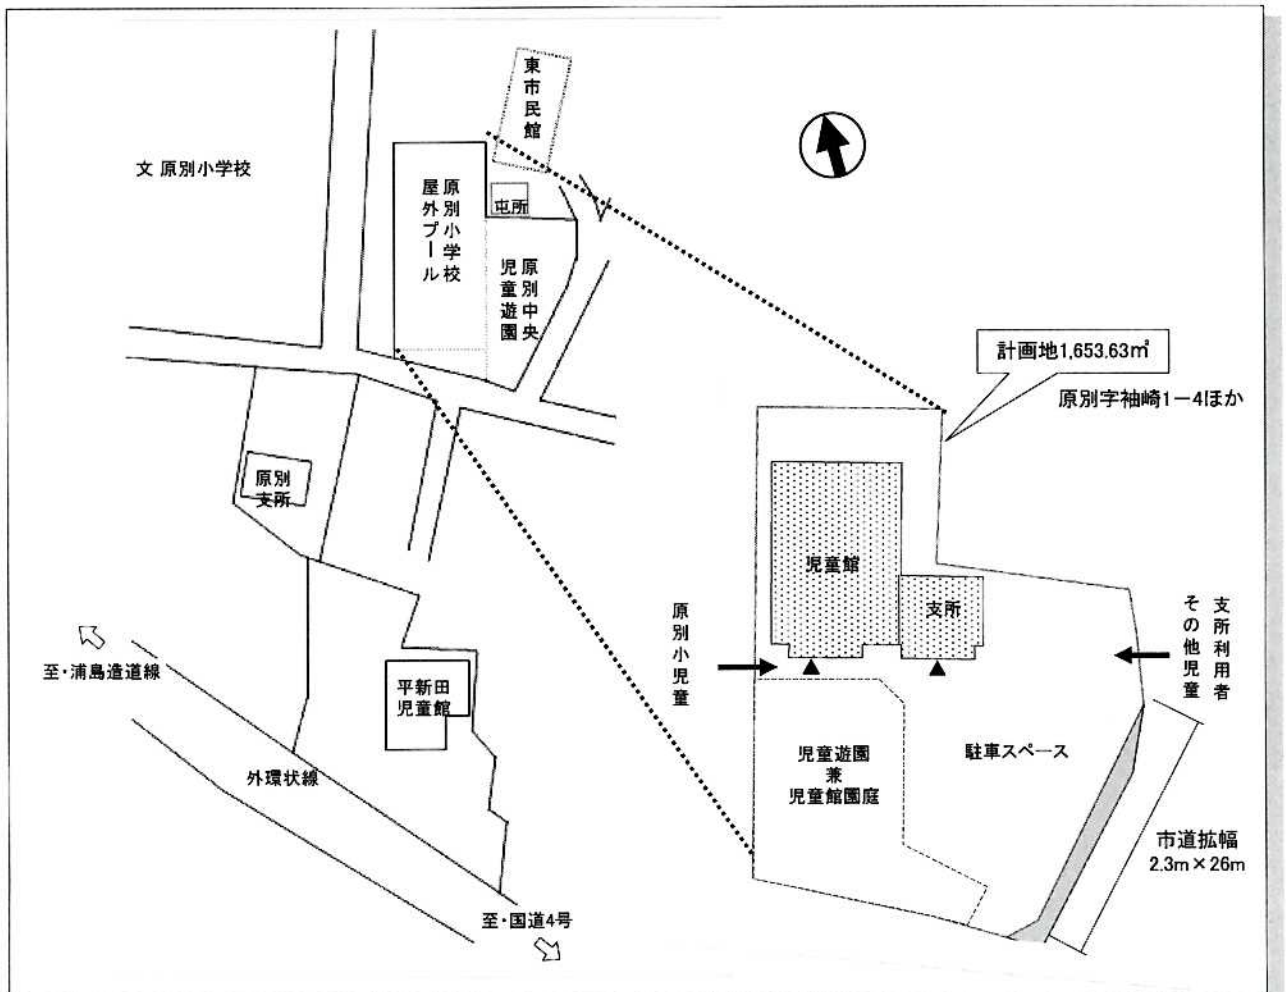 東市民館
文 原別小学校
原別小学校
屋外プール
屯所
原別中央
児童遊園
計画地1,653.63㎡
原別字袖崎1－4ほか
原別
支所
児童館
支所
原別小児童
支所利用者
その他児童
至・浦島造道線
平新田
児童館
外環状線
児童遊園
兼
児童館園庭
駐車スペース
市道拡幅
2.3m×26m
至・国道4号